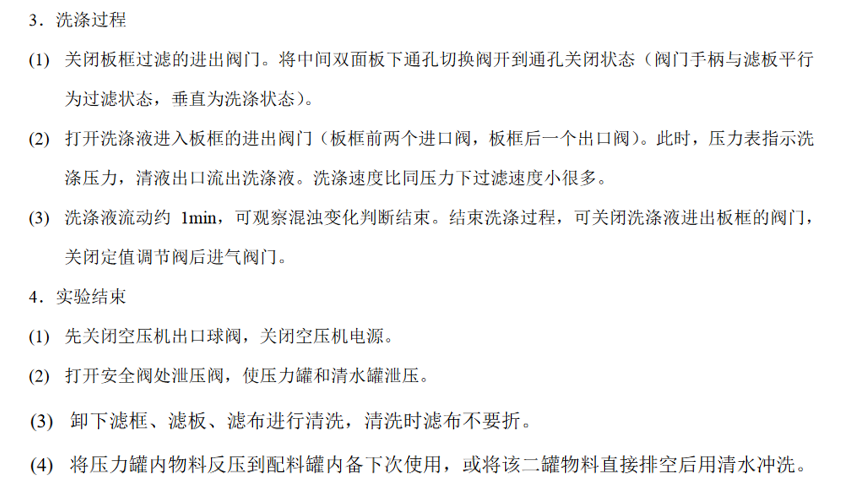 3．洗涤过程
(1) 关闭板框过滤的进出阀门。将中间双面板下通孔切换阀开到通孔关闭状态（阀门手柄与滤板平行
为过滤状态，垂直为洗涤状态）。
(2) 打开洗涤液进入板框的进出阀门（板框前两个进口阀，板框后一个出口阀）。此时，压力表指示洗
涤压力，清液出口流出洗涤液。洗涤速度比同压力下过滤速度小很多。
(3) 洗涤液流动约 1min，可观察混浊变化判断结束。结束洗涤过程，可关闭洗涤液进出板框的阀门，
关闭定值调节阀后进气阀门。
4．实验结束
(1) 先关闭空压机出口球阀，关闭空压机电源。
(2) 打开安全阀处泄压阀，使压力罐和清水罐泄压。
(3) 卸下滤框、滤板、滤布进行清洗，清洗时滤布不要折。
(4) 将压力罐内物料反压到配料罐内备下次使用，或将该二罐物料直接排空后用清水冲洗。